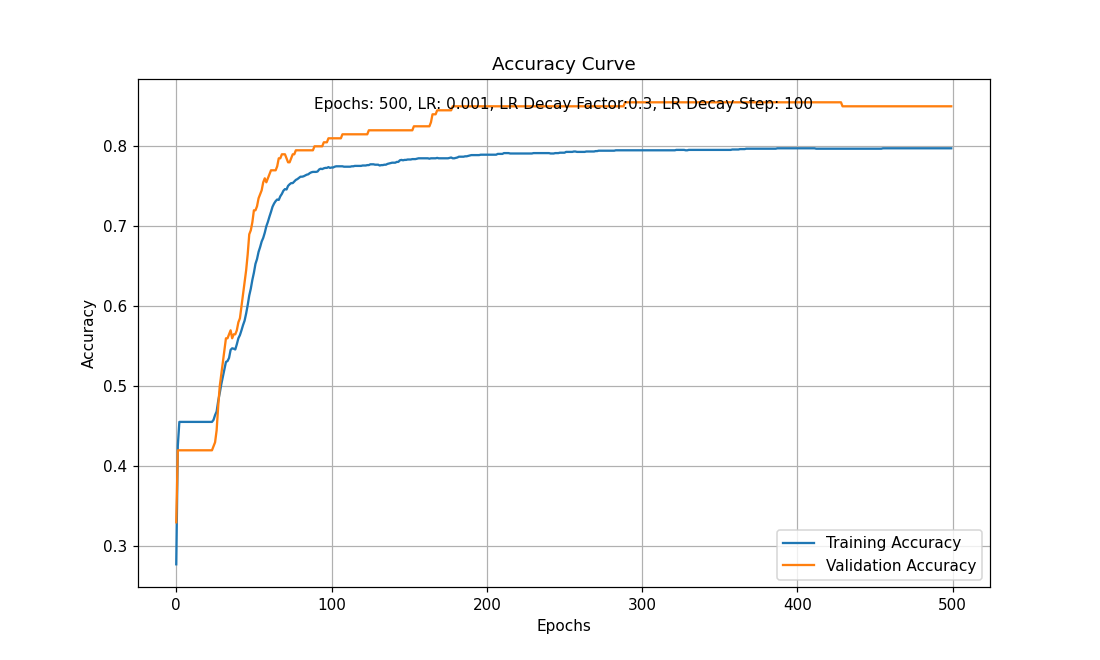 Accuracy Curve
Epochs: 500, LR: 0.001, LR Decay Factor:0.3, LR Decay Step: 100
Accuracy
0.8
0.7
0.6
0.5
0.4
0.3
Training Accuracy
Validation Accuracy
0 100 200 300 400 500
Epochs